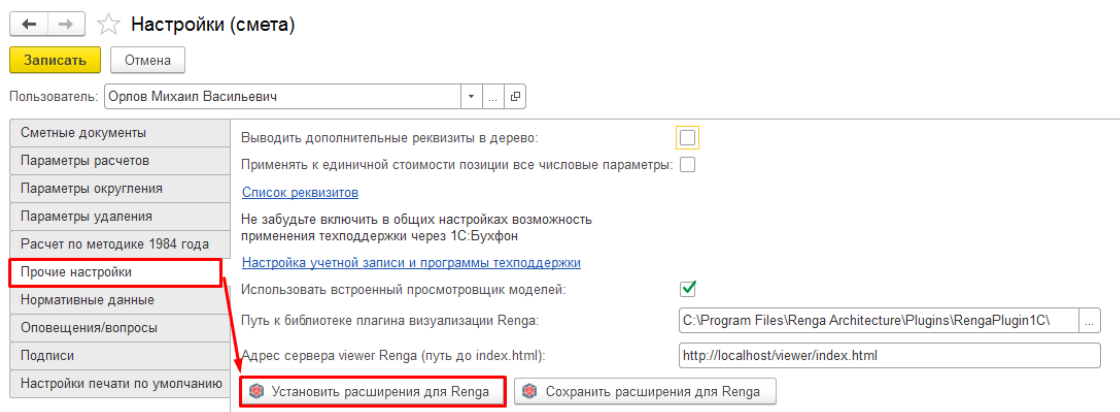 Настройки (смета)
Записать
Отмена
Пользователь: Орлов Михаил Васильевич
...
Сметные документы
Параметры расчетов
Параметры округления
Параметры удаления
Расчет по методике 1984 года
Прочие настройки
Нормативные данные
Оповещения/вопросы
Подписи
Настройки печати по умолчанию
Выводить дополнительные реквизиты в дерево:
Применять к единичной стоимости позиции все числовые параметры:
Список реквизитов
Не забудьте включить в общих настройках возможность
применения техподдержки через 1С:Бухфон
Настройка учетной записи и программы техподдержки
Использовать встроенный просмотровщик моделей:
Путь к библиотеке плагина визуализации Renga: C:\Program Files\Renga Architecture\Plugins\RengaPlugin1C\ ...
Адрес сервера viewer Renga (путь до index.html): http://localhost/viewer/index.html
Установить расширения для Renga
Сохранить расширения для Renga